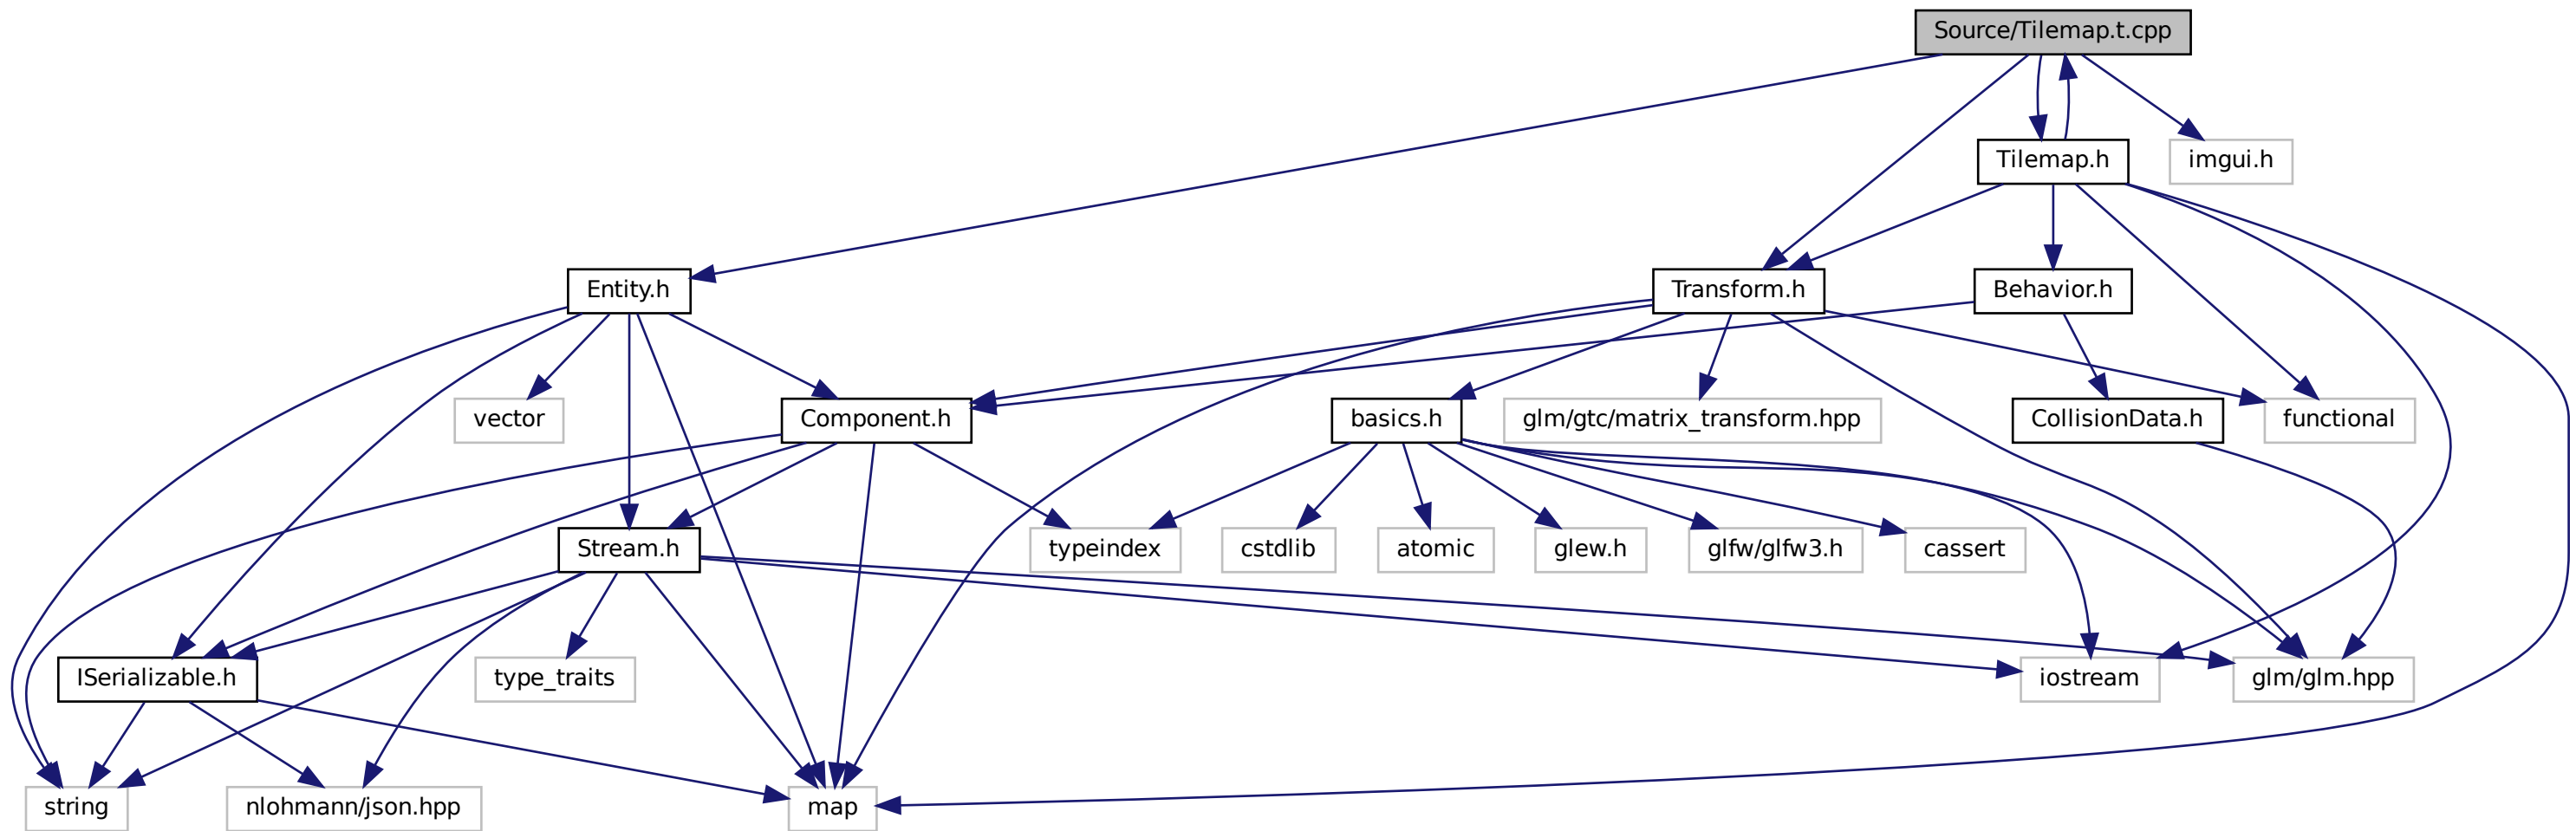 Source/Tilemap.t.cpp
Tilemap.h
imgui.h
Entity.h
Transform.h
Behavior.h
vector
Component.h
basics.h
glm/gtc/matrix_transform.hpp
CollisionData.h
functional
Stream.h
typeindex
cstdlib
atomic
glew.h
glfw/glfw3.h
cassert
ISerializable.h
type_traits
iostream
glm/glm.hpp
string
nlohmann/json.hpp
map